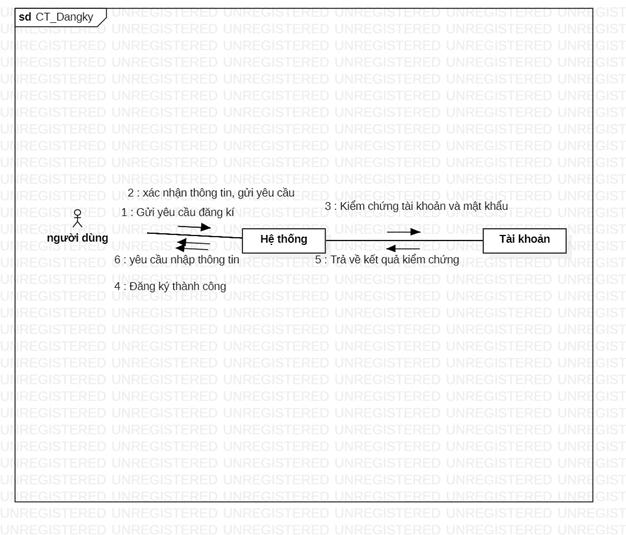 sd CT_Dangky
2 : xác nhận thông tin, gửi yêu cầu
3 : Kiểm chứng tài khoản và mật khẩu
1 : Gửi yêu cầu đăng kí
người dùng
Hệ thống
Tài khoản
6 : yêu cầu nhập thông tin
5 : Trả về kết quả kiểm chứng
4 : Đăng ký thành công
UNREGISTERED